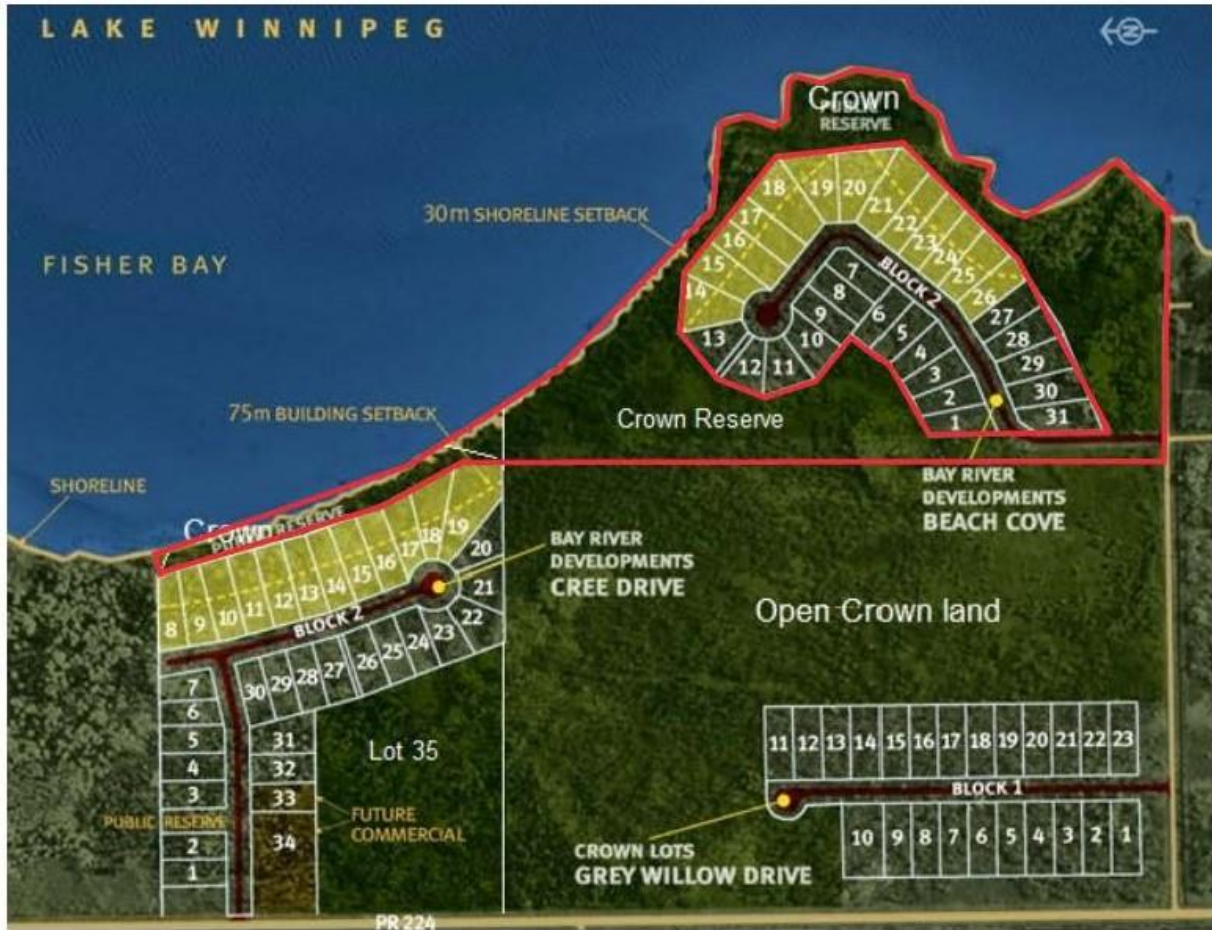 LAKE WINNIPEG
N
Crown
PUBLIC
RESERVE
30m SHORELINE SETBACK
FISHER BAY
18
19
20
21
22
23
24
25
26
27
28
29
30
31
17
16
15
14
13
12
11
10
9
8
7
6
5
4
3
2
1
BLOCK 2
75m BUILDING SETBACK
Crown Reserve
SHORELINE
BAY RIVER
DEVELOPMENTS
BEACH COVE
Crown
RESERVE
BAY RIVER
DEVELOPMENTS
CREE DRIVE
8
9
10
11
12
13
14
15
16
17
18
19
20
21
22
23
24
25
26
27
28
29
30
BLOCK 2
Open Crown land
7
6
5
4
3
PUBLIC RESERVE
2
1
31
32
33
34
Lot 35
FUTURE
COMMERCIAL
11 12 13 14 15 16 17 18 19 20 21 22 23
BLOCK 1
10 9 8 7 6 5 4 3 2 1
CROWN LOTS
GREY WILLOW DRIVE
PR 224